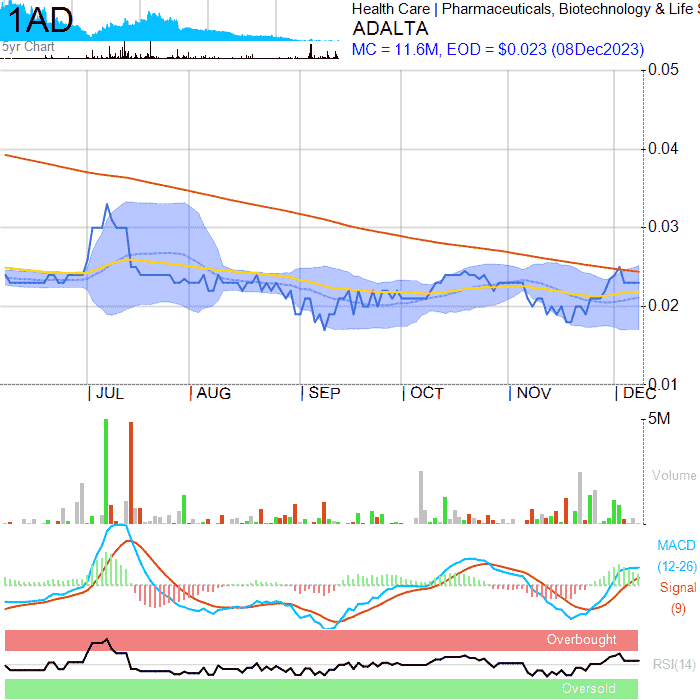 1AD
5yr Chart
Health Care | Pharmaceuticals, Biotechnology & Life
ADALTA
MC = 11.6M, EOD = $0.023 (08Dec2023)
0.05
0.04
0.03
0.02
0.01
JUL AUG SEP OCT NOV DEC
5M
Volume
MACD
(12-26)
Signal
(9)
Overbought
RSI(14)
Oversold